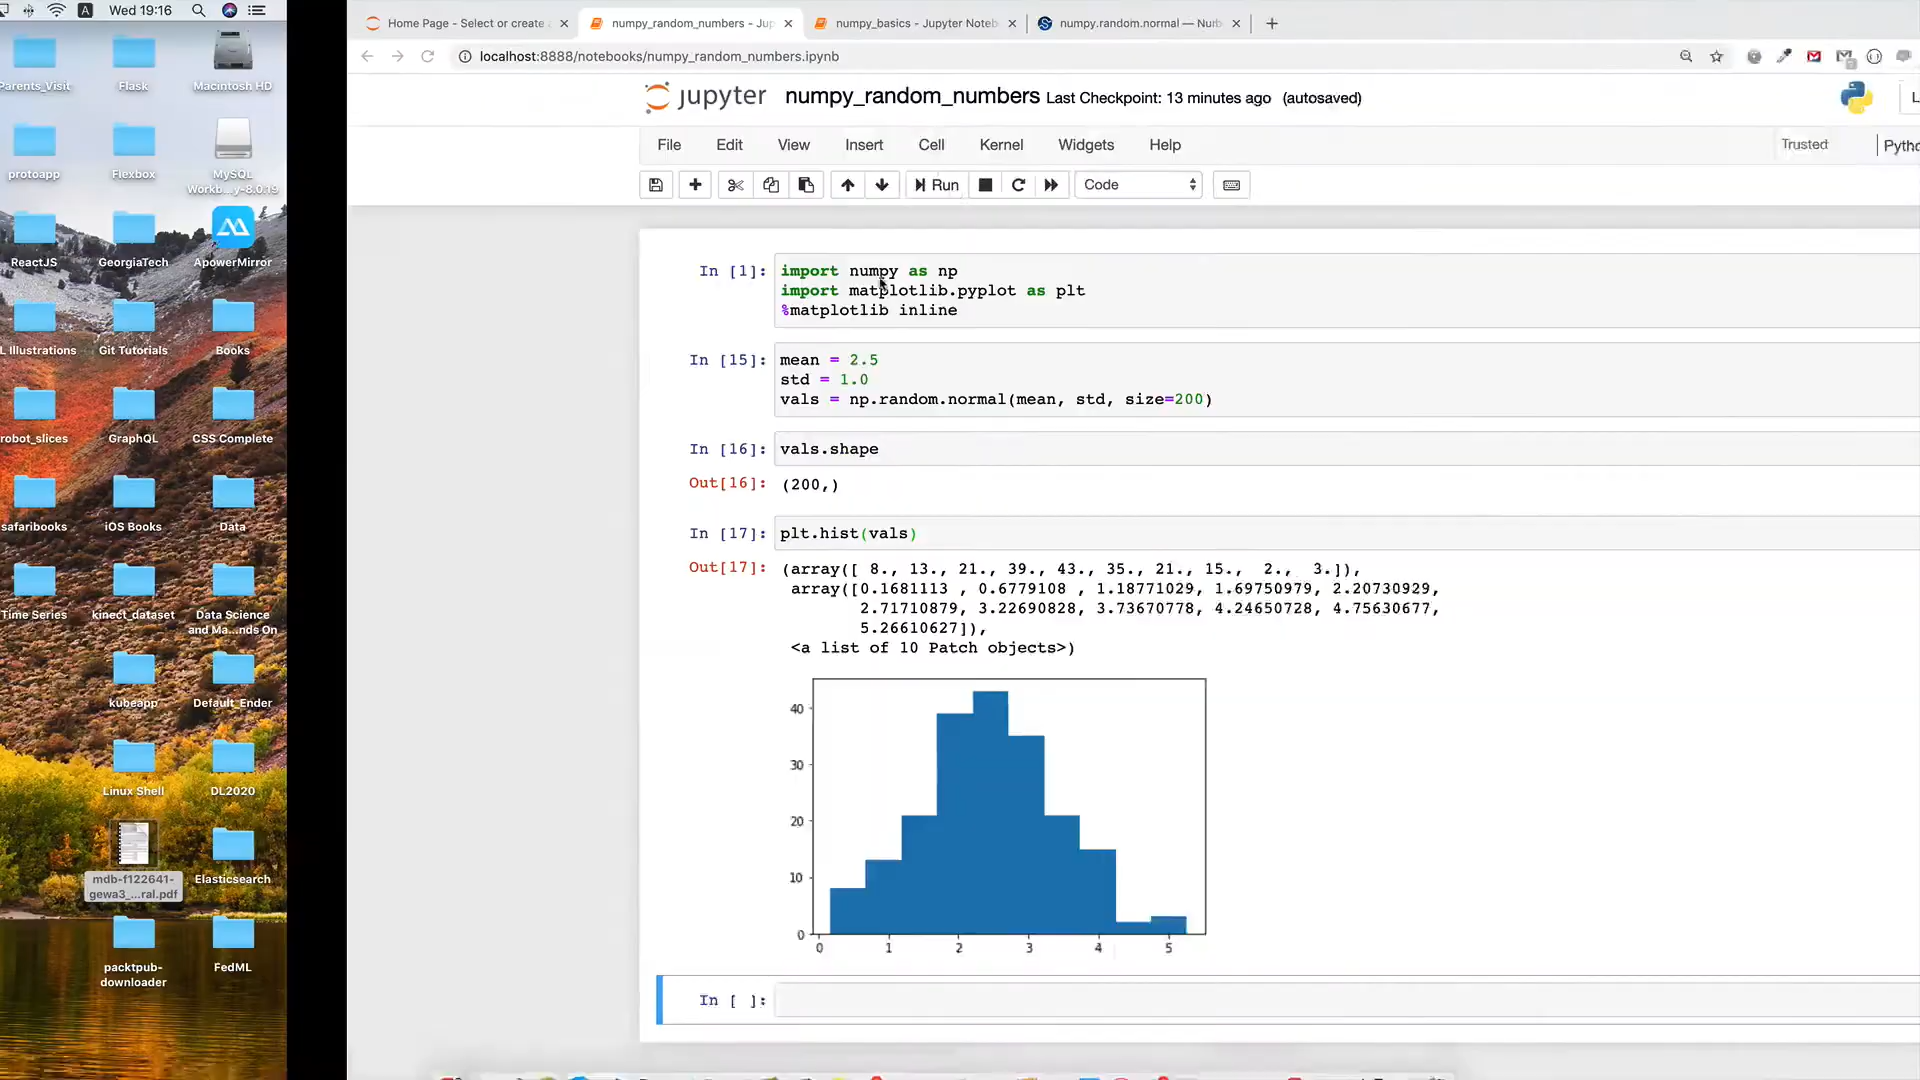 Wed 19:16
Parents_Visit
Flask
Macintosh HD
protoapp
Flexbox
MySQL
Workb...y-8.0.19
ReactJS
GeorgiaTech
ApowerMirror
L Illustrations
Git Tutorials
Books
robot_slices
GraphQL
CSS Complete
safaribooks
iOS Books
Data
Time Series
kinect_dataset
Data Science
and Ma...nds On
kubeapp
Default_Ender
Linux Shell
DL2020
mdb-f122641-
gewa3_...ral.pdf
Elasticsearch
packtpub-
downloader
FedML
Home Page - Select or create a
numpy_random_numbers - Jup
numpy_basics - Jupyter Noteb
numpy.random.normal — Num
localhost:8888/notebooks/numpy_random_numbers.ipynb
jupyter numpy_random_numbers Last Checkpoint: 13 minutes ago (autosaved)
File Edit View Insert Cell Kernel Widgets Help
Trusted
Run
Code
In [1]: import numpy as np
import matplotlib.pyplot as plt
%matplotlib inline
In [15]: mean = 2.5
std = 1.0
vals = np.random.normal(mean, std, size=200)
In [16]: vals.shape
Out[16]: (200,)
In [17]: plt.hist(vals)
Out[17]: (array([ 8., 13., 21., 39., 43., 35., 21., 15., 2., 3.]),
array([0.1681113 , 0.6779108 , 1.18771029, 1.69750979, 2.20730929,
2.71710879, 3.22690828, 3.73670778, 4.24650728, 4.75630677,
5.26610627]),
<a list of 10 Patch objects>)
40
30
20
10
0
0 1 2 3 4 5
In [ ]: